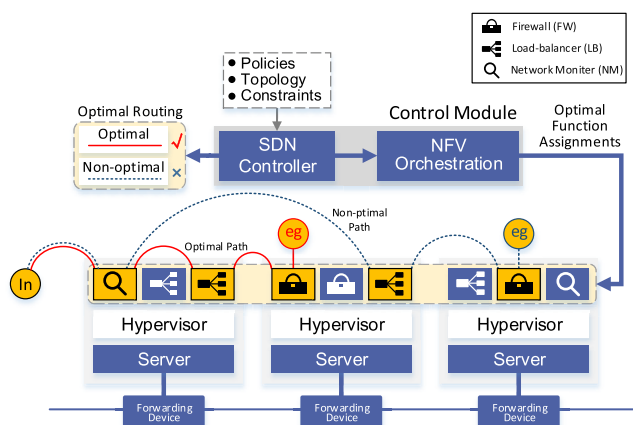 Policies
Topology
Constraints
Firewall (FW)
Load-balancer (LB)
Network Moniter (NM)
Optimal Routing
Optimal
Non-optimal
Control Module
SDN
Controller
NFV
Orchestration
Optimal
Function
Assignments
Non-ptimal
Path
Optimal Path
eg
eg
In
Hypervisor
Hypervisor
Hypervisor
Server
Server
Server
Forwarding
Device
Forwarding
Device
Forwarding
Device